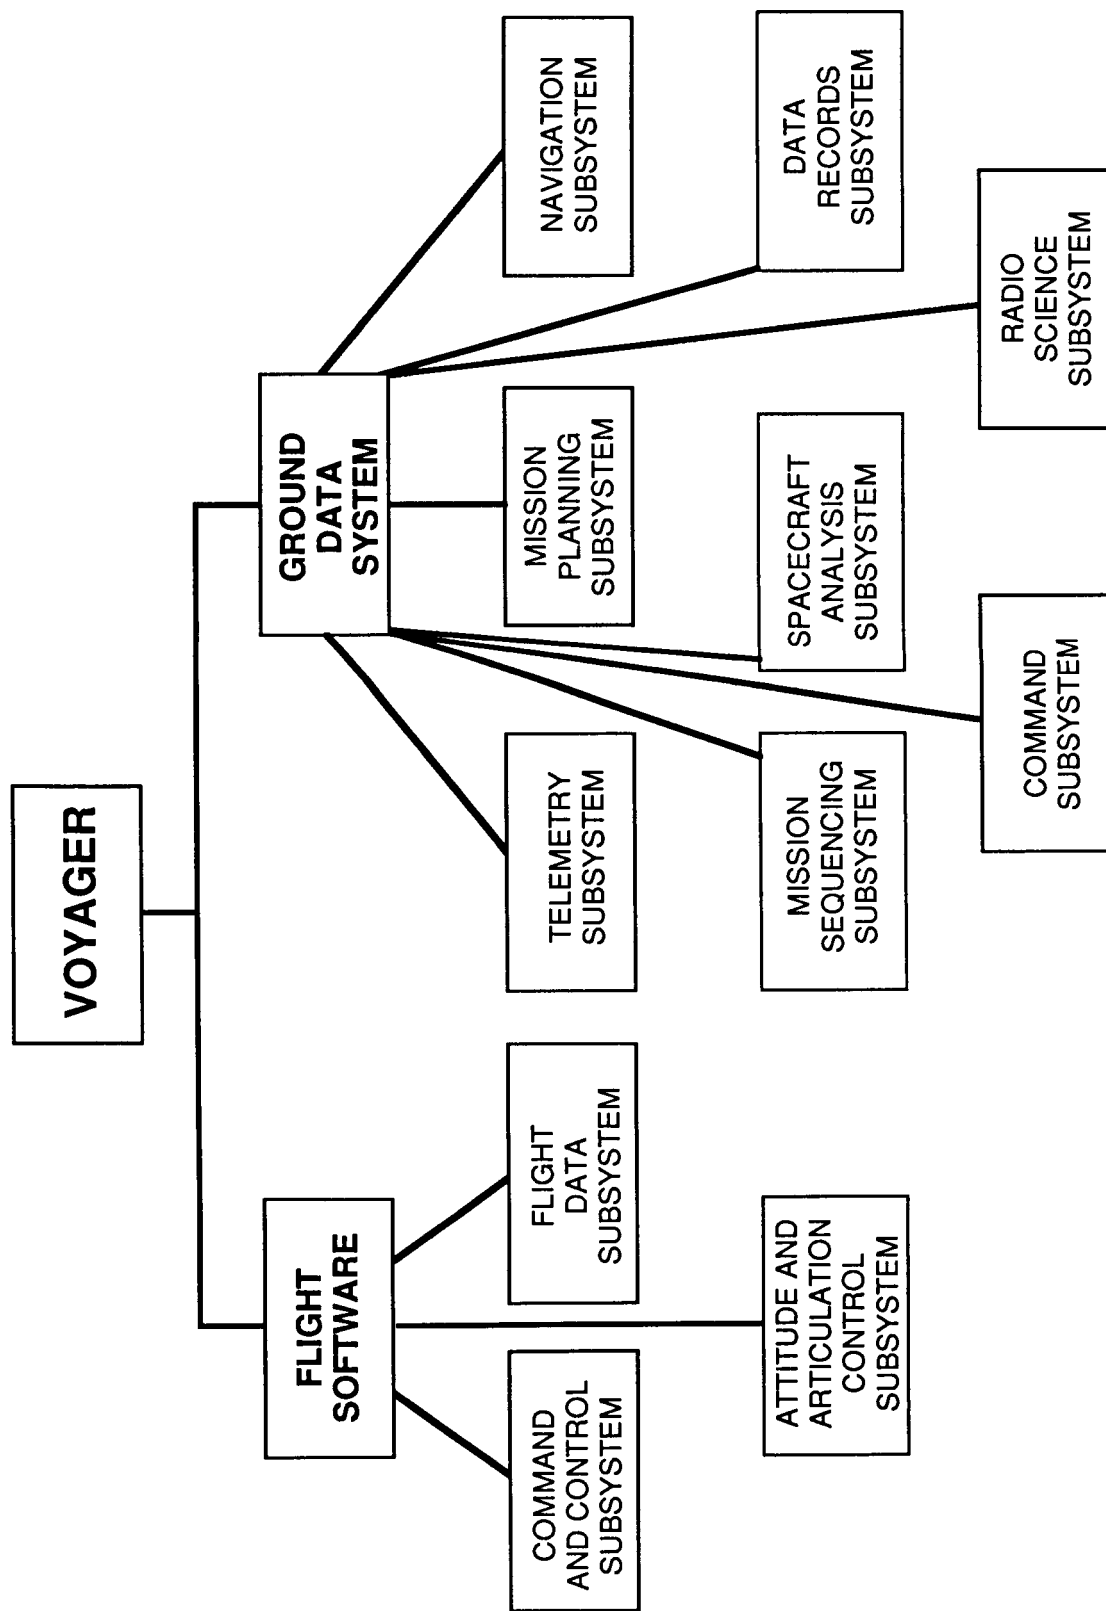 VOYAGER
FLIGHT
SOFTWARE
GROUND
DATA
SYSTEM
COMMAND
AND CONTROL
SUBSYSTEM
FLIGHT
DATA
SUBSYSTEM
TELEMETRY
SUBSYSTEM
MISSION
PLANNING
SUBSYSTEM
NAVIGATION
SUBSYSTEM
ATTITUDE AND
ARTICULATION
CONTROL
SUBSYSTEM
MISSION
SEQUENCING
SUBSYSTEM
SPACECRAFT
ANALYSIS
SUBSYSTEM
DATA
RECORDS
SUBSYSTEM
COMMAND
SUBSYSTEM
RADIO
SCIENCE
SUBSYSTEM